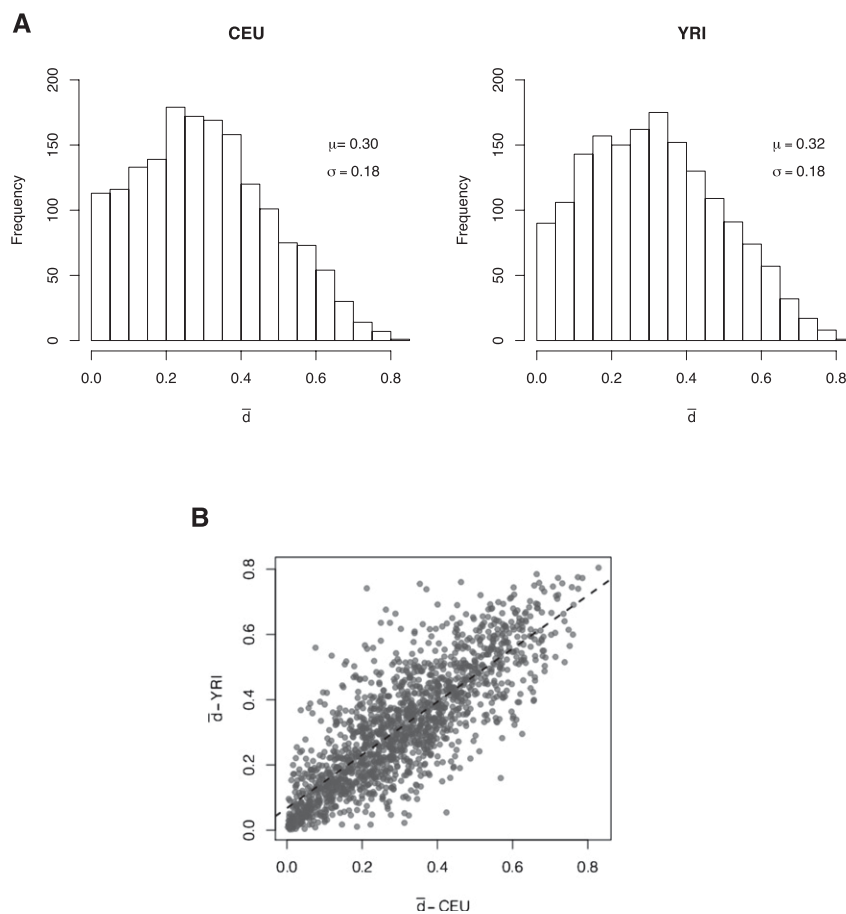 A
CEU
YRI
Frequency
200
150
100
50
0
μ= 0.30
σ = 0.18
0.0 0.2 0.4 0.6 0.8
d̅
Frequency
200
150
100
50
0
μ = 0.32
σ = 0.18
0.0 0.2 0.4 0.6 0.8
d̅
B
d̅ – YRI
0.8
0.6
0.4
0.2
0.0
0.0 0.2 0.4 0.6 0.8
d̅ – CEU